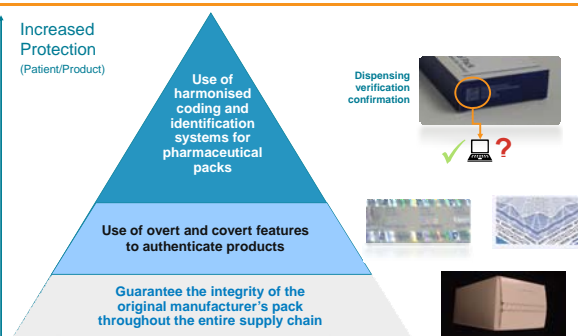 Increased
Protection
(Patient/Product)
Use of
harmonised
coding and
identification
systems for
pharmaceutical
packs
Dispensing
verification
confirmation
?
Use of overt and covert features
to authenticate products
Guarantee the integrity of the
original manufacturer's pack
throughout the entire supply chain